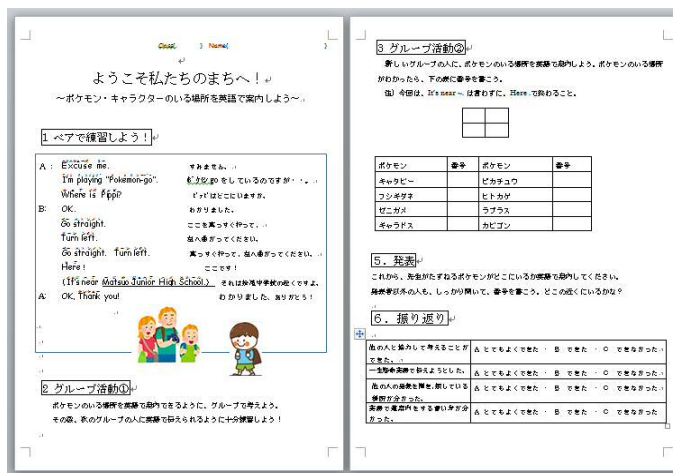 Class( ) Name( )
ようこそ私たちのまちへ！
～ポケモン・キャラクターのいる場所を英語で案内しよう～
1 ペアで練習しよう！
A： Excuse me. すみません。
I'm playing "Pokemon-go". ポケモンgoをしているのですが・・。
Where is Pippi? ピッピはどこにいますか。
B: OK. わかりました。
Go straight. ここを真っすぐ行って、
Turn left. 左へ曲がってください。
Go straight. Turn left. 真っすぐ行って、左へ曲がってください。
Here! ここです！
(It's near Matsuo Junior High School.) それは松尾中学校の近くですよ。
A: OK, Thank you! わかりました、ありがとう！
2 グループ活動①
ポケモンのいる場所を英語で案内できるように、グループで考えよう。
その際、次のグループの人に英語で伝えられるように十分練習しよう！
3 グループ活動②
新しいグループの人に、ポケモンのいる場所を英語で案内しよう。ポケモンのいる場所
がわかったら、下の表に番号を書こう。
今回は、It's near ～. は言わずに、Here.で終わること。
ポケモン 番号 ポケモン 番号
キャタピー ピカチュウ
フシギダネ ヒトカゲ
ゼニガメ ラプラス
ギャラドス カビゴン
５．発表
これから、先生がたずねるポケモンがどこにいるか英語で案内してください。
発表者以外の人も、しっかり聞いて、番号を書こう。どこの近くにいるかな？
６．振り返り
他の人と協力して考えることができた。 A とてもよくできた ・ B できた ・ C できなかった
一生懸命英語で伝えようとした。 A とてもよくできた ・ B できた ・ C できなかった
他の人の発表を聞き、探している場所が分かった。 A とてもよくできた ・ B できた ・ C できなかった
英語で道案内をする言い方が分かった。 A とてもよくできた ・ B できた ・ C できなかった